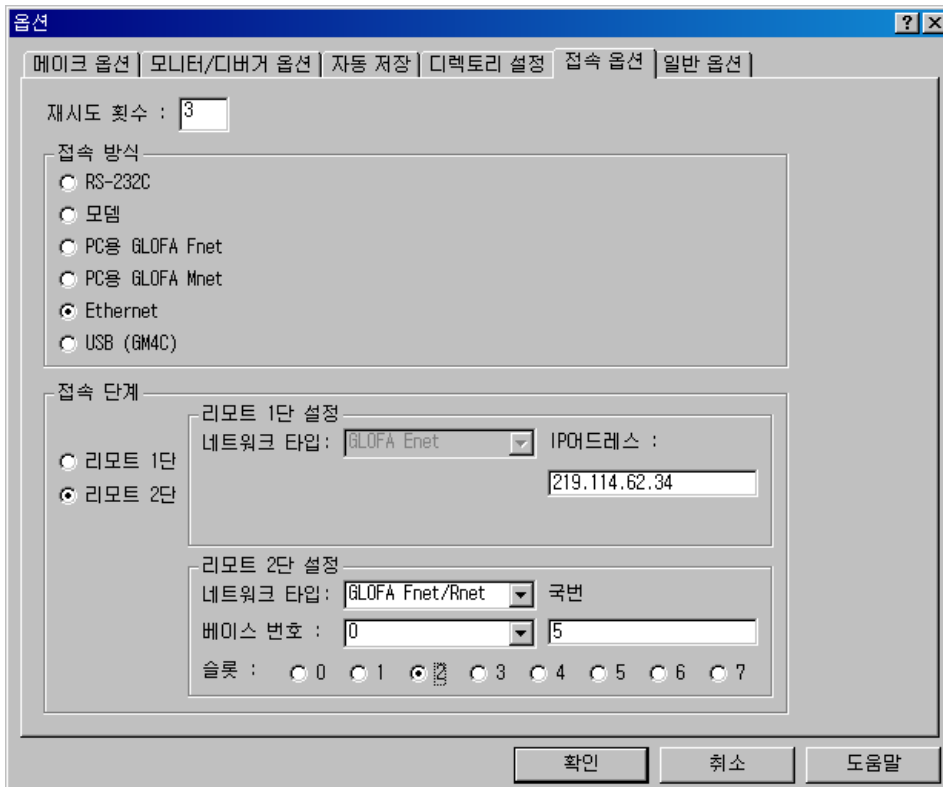 옵션
메이크 옵션 모니터/디버거 옵션 자동 저장 디렉토리 설정 접속 옵션 일반 옵션
재시도 횟수 : 3
접속 방식
RS-232C
모뎀
PC용 GLOFA Fnet
PC용 GLOFA Mnet
Ethernet
USB (GM4C)
접속 단계
리모트 1단
리모트 2단
리모트 1단 설정
네트워크 타입: GLOFA Enet IP어드레스 :
219.114.62.34
리모트 2단 설정
네트워크 타입: GLOFA Fnet/Rnet 국번
베이스 번호 : 0 5
슬롯 : 0 1 2 3 4 5 6 7
확인 취소 도움말